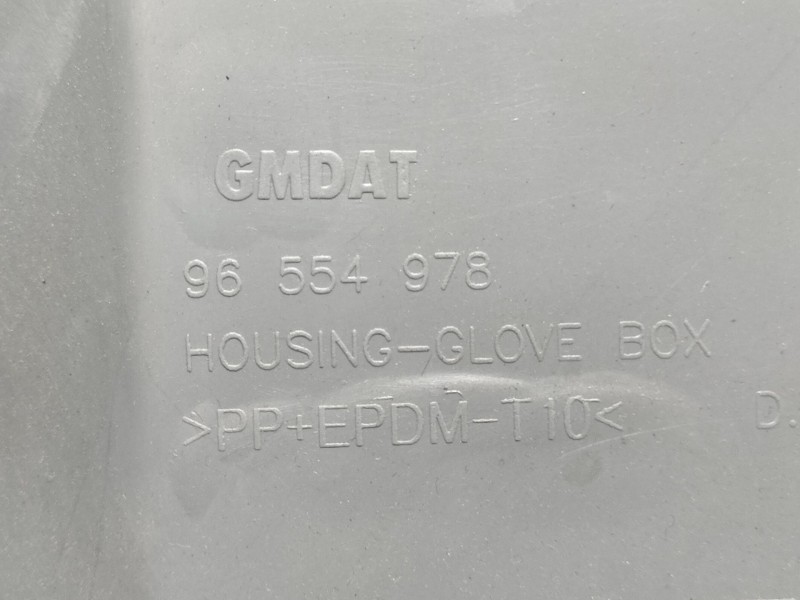 GMDAT
96 554 978
HOUSING-GLOVE BOX
>PP+EPDM-T10<
D.